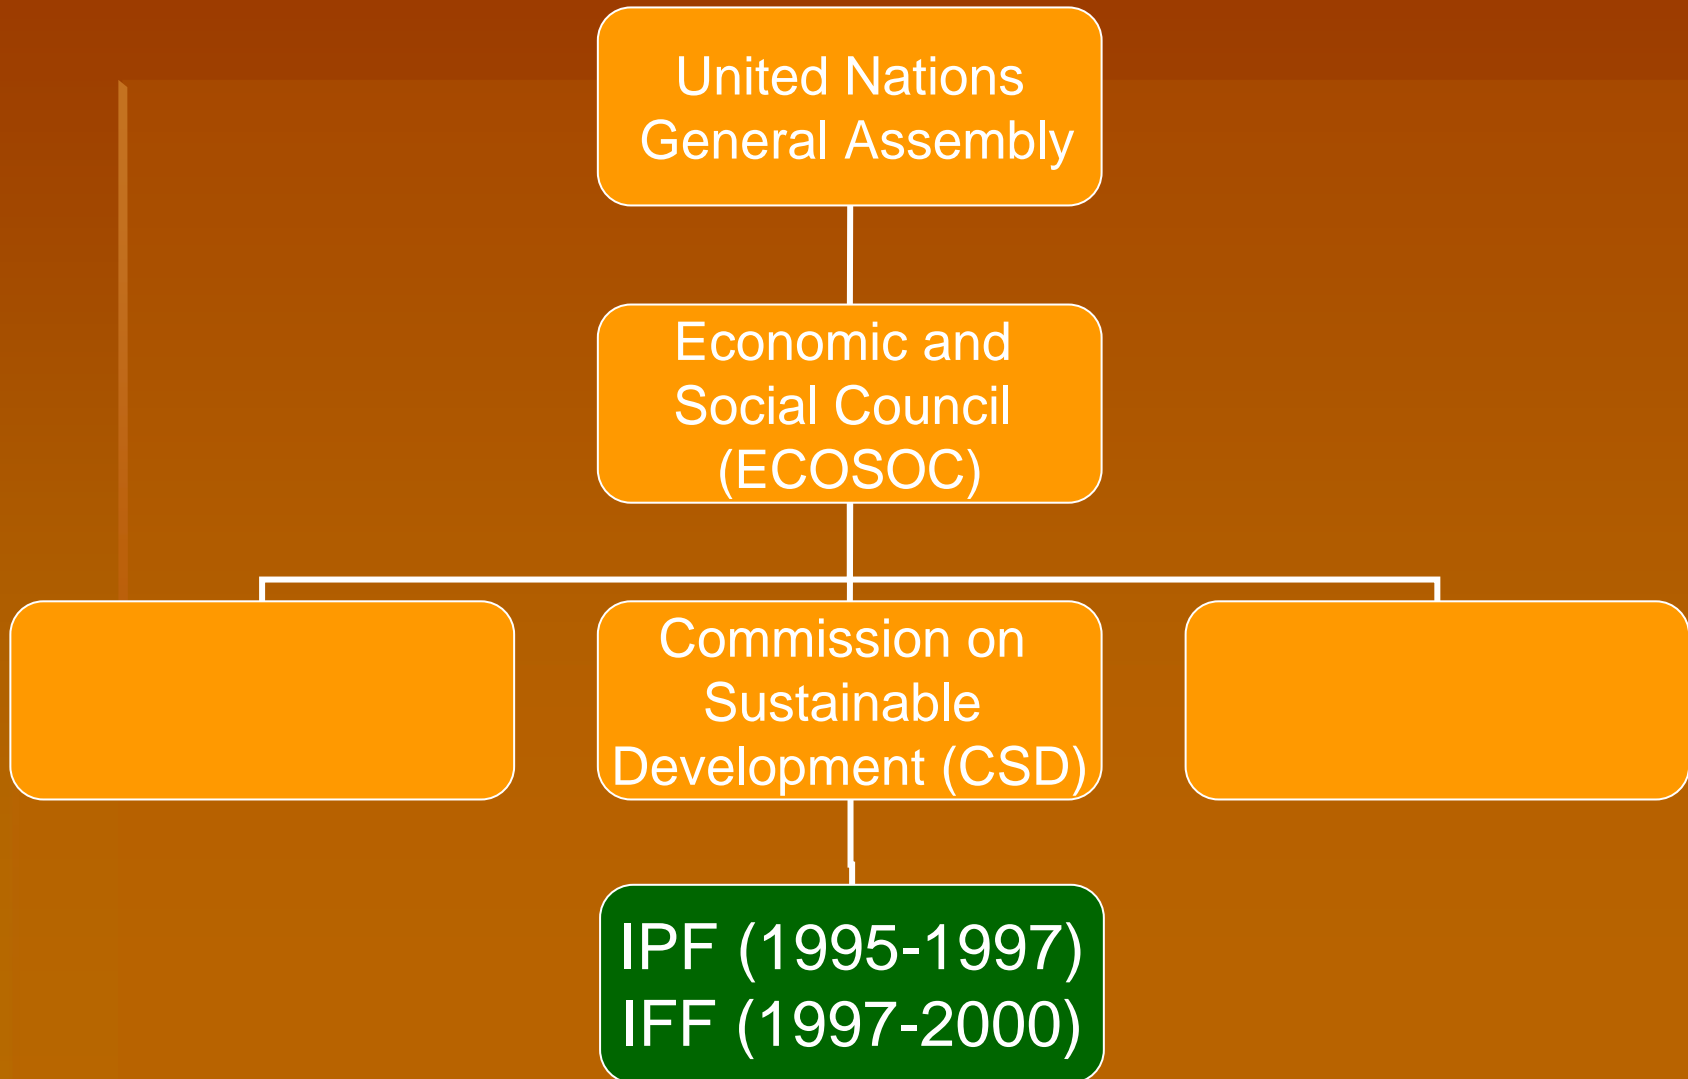 United Nations
General Assembly
Economic and
Social Council
(ECOSOC)
Commission on
Sustainable
Development (CSD)
IPF (1995-1997)
IFF (1997-2000)